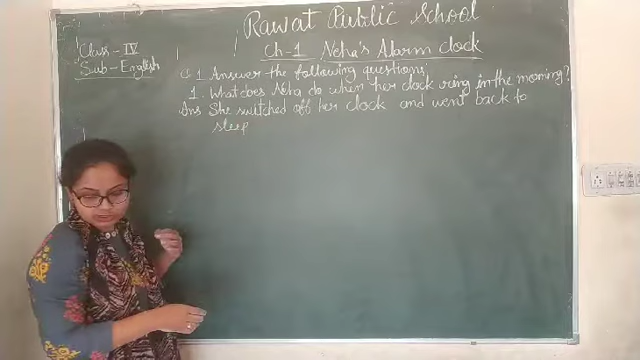 Rawat Public School
Class - IV
Ch-1 Neha's Alarm clock
Sub - English
Q.1 Answer the following questions:
1. What does Neha do when her clock ring in the morning?
Ans She switched off her clock and went back to
sleep